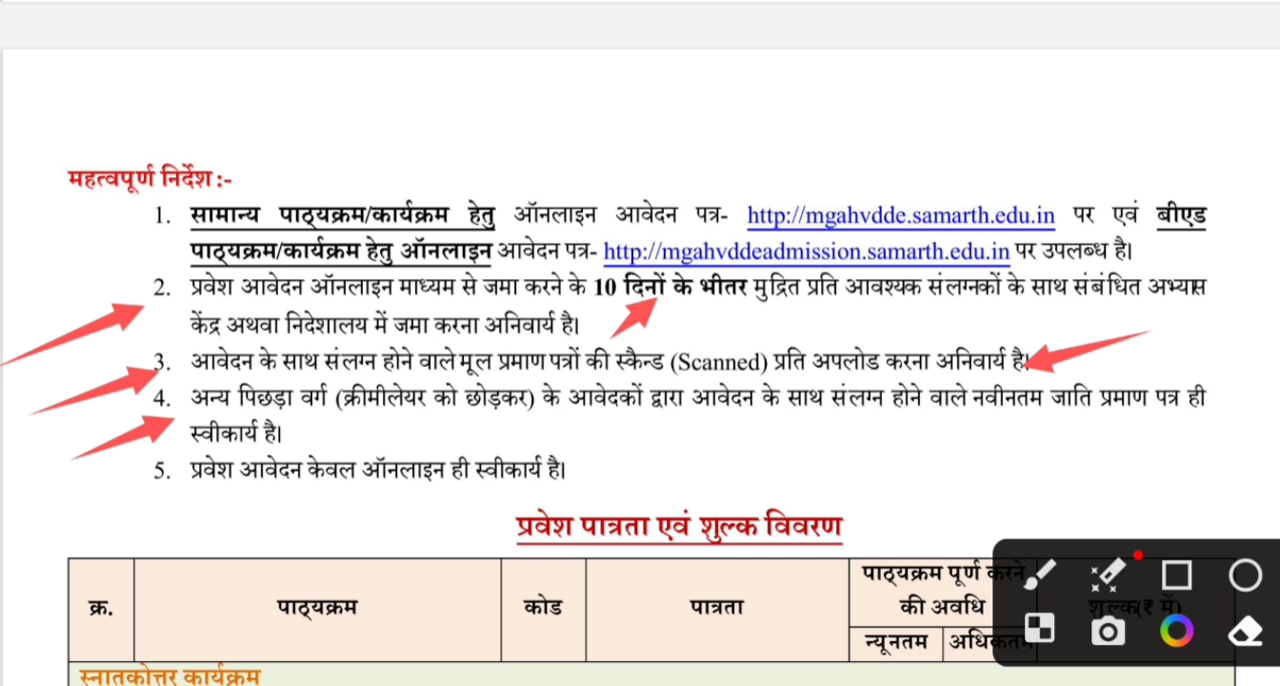 महत्वपूर्ण निर्देश :-
1. सामान्य पाठ्यक्रम/कार्यक्रम हेतु ऑनलाइन आवेदन पत्र- http://mgahvdde.samarth.edu.in पर एवं बीएड
पाठ्यक्रम/कार्यक्रम हेतु ऑनलाइन आवेदन पत्र- http://mgahvddeadmission.samarth.edu.in पर उपलब्ध है।
2. प्रवेश आवेदन ऑनलाइन माध्यम से जमा करने के 10 दिनों के भीतर मुद्रित प्रति आवश्यक संलग्नकों के साथ संबंधित अभ्यास
केंद्र अथवा निदेशालय में जमा करना अनिवार्य है।
3. आवेदन के साथ संलग्न होने वाले मूल प्रमाण पत्रों की स्कैन्ड (Scanned) प्रति अपलोड करना अनिवार्य है।
4. अन्य पिछड़ा वर्ग (क्रीमीलेयर को छोड़कर) के आवेदकों द्वारा आवेदन के साथ संलग्न होने वाले नवीनतम जाति प्रमाण पत्र ही
स्वीकार्य है।
5. प्रवेश आवेदन केवल ऑनलाइन ही स्वीकार्य है।
प्रवेश पात्रता एवं शुल्क विवरण
क्र. पाठ्यक्रम कोड पात्रता पाठ्यक्रम पूर्ण करने की अवधि शुल्क(₹ में)
न्यूनतम अधिकतम
स्नातकोत्तर कार्यक्रम